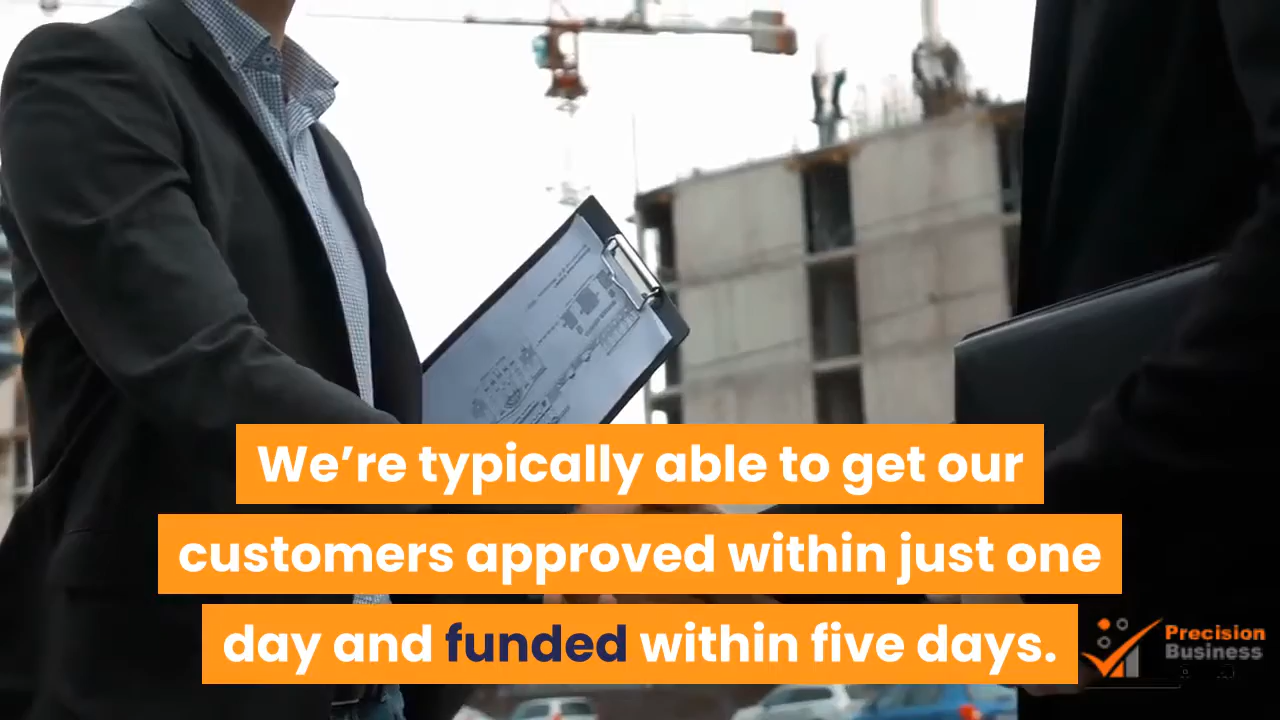 We’re typically able to get our
customers approved within just one
day and funded within five days.
Precision
Business